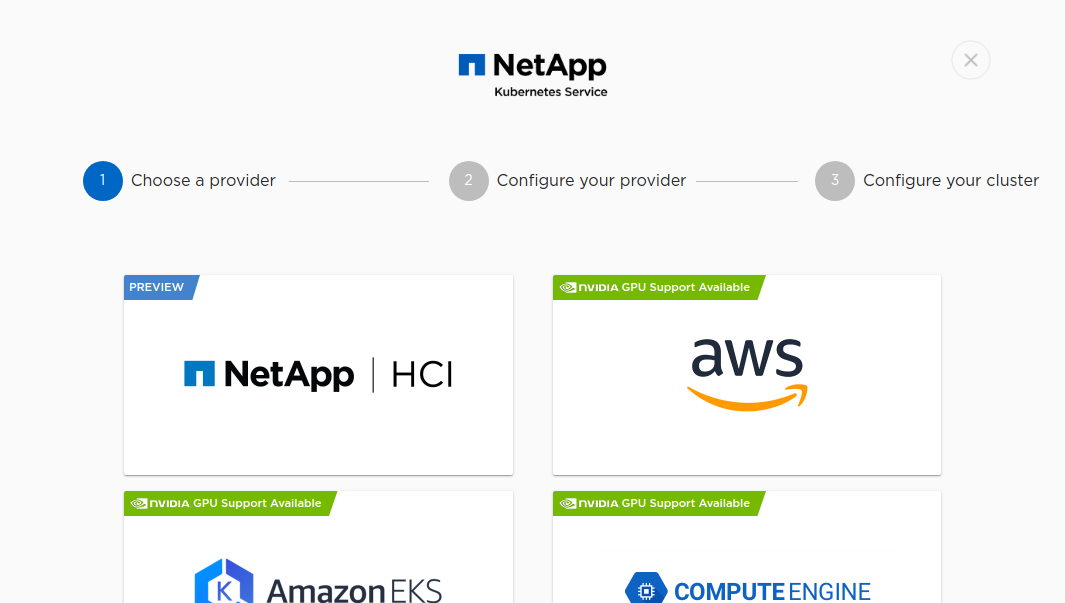 NetApp
Kubernetes Service
1 Choose a provider
2 Configure your provider
3 Configure your cluster
PREVIEW
NetApp | HCI
NVIDIA GPU Support Available
aws
NVIDIA GPU Support Available
K Amazon EKS
NVIDIA GPU Support Available
COMPUTE ENGINE